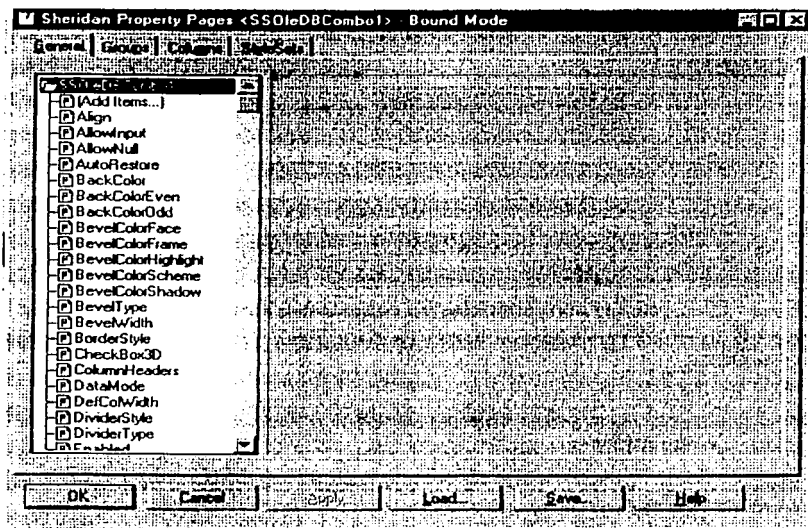 Sheridan Property Pages <SSOleDBCombo1> - Bound Mode
General Groups Columns StyleSets
(Add Items...)
Align
AllowInput
AllowNull
AutoRestore
BackColor
BackColorEven
BackColorOdd
BevelColorFace
BevelColorFrame
BevelColorHighlight
BevelColorScheme
BevelColorShadow
BevelType
BevelWidth
BorderStyle
CheckBox3D
ColumnHeaders
DataMode
DefColWidth
DividerStyle
DividerType
Enabled
OK Cancel Apply Load... Save... Help